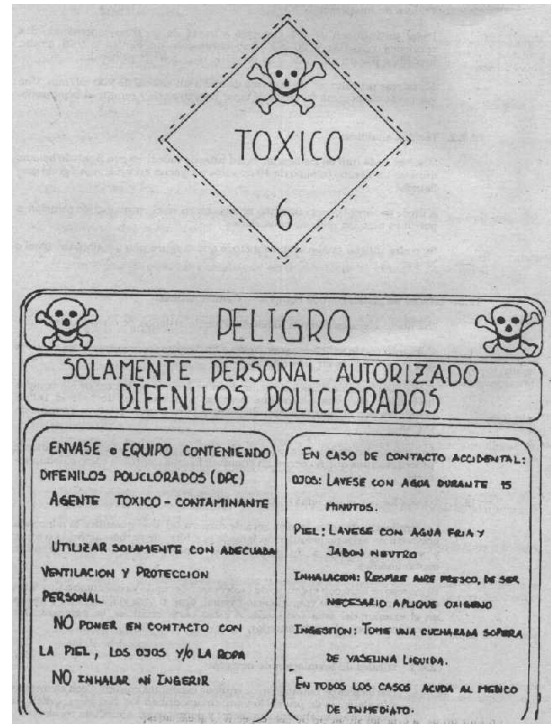 TOXICO
6
PELIGRO
SOLAMENTE PERSONAL AUTORIZADO
DIFENILOS POLICLORADOS
ENVASE o EQUIPO CONTENIENDO
DIFENILOS POLICLORADOS (DPC)
AGENTE TOXICO - CONTAMINANTE
UTILIZAR SOLAMENTE CON ADECUADA
VENTILACION Y PROTECCION
PERSONAL
NO PONER EN CONTACTO CON
LA PIEL, LOS OJOS Y/O LA ROPA
NO INHALAR NI INGERIR
EN CASO DE CONTACTO ACCIDENTAL:
OJOS: LAVESE CON AGUA DURANTE 15
MINUTOS.
PIEL: LAVESE CON AGUA FRIA Y
JABON NEUTRO
INHALACION: RESPIRE AIRE FRESCO, DE SER
NECESARIO APLIQUE OXIGENO
INGESTION: TOME UNA CUCHARADA SOPERA
DE VASELINA LIQUIDA.
EN TODOS LOS CASOS ACUDA AL MEDICO
DE INMEDIATO.